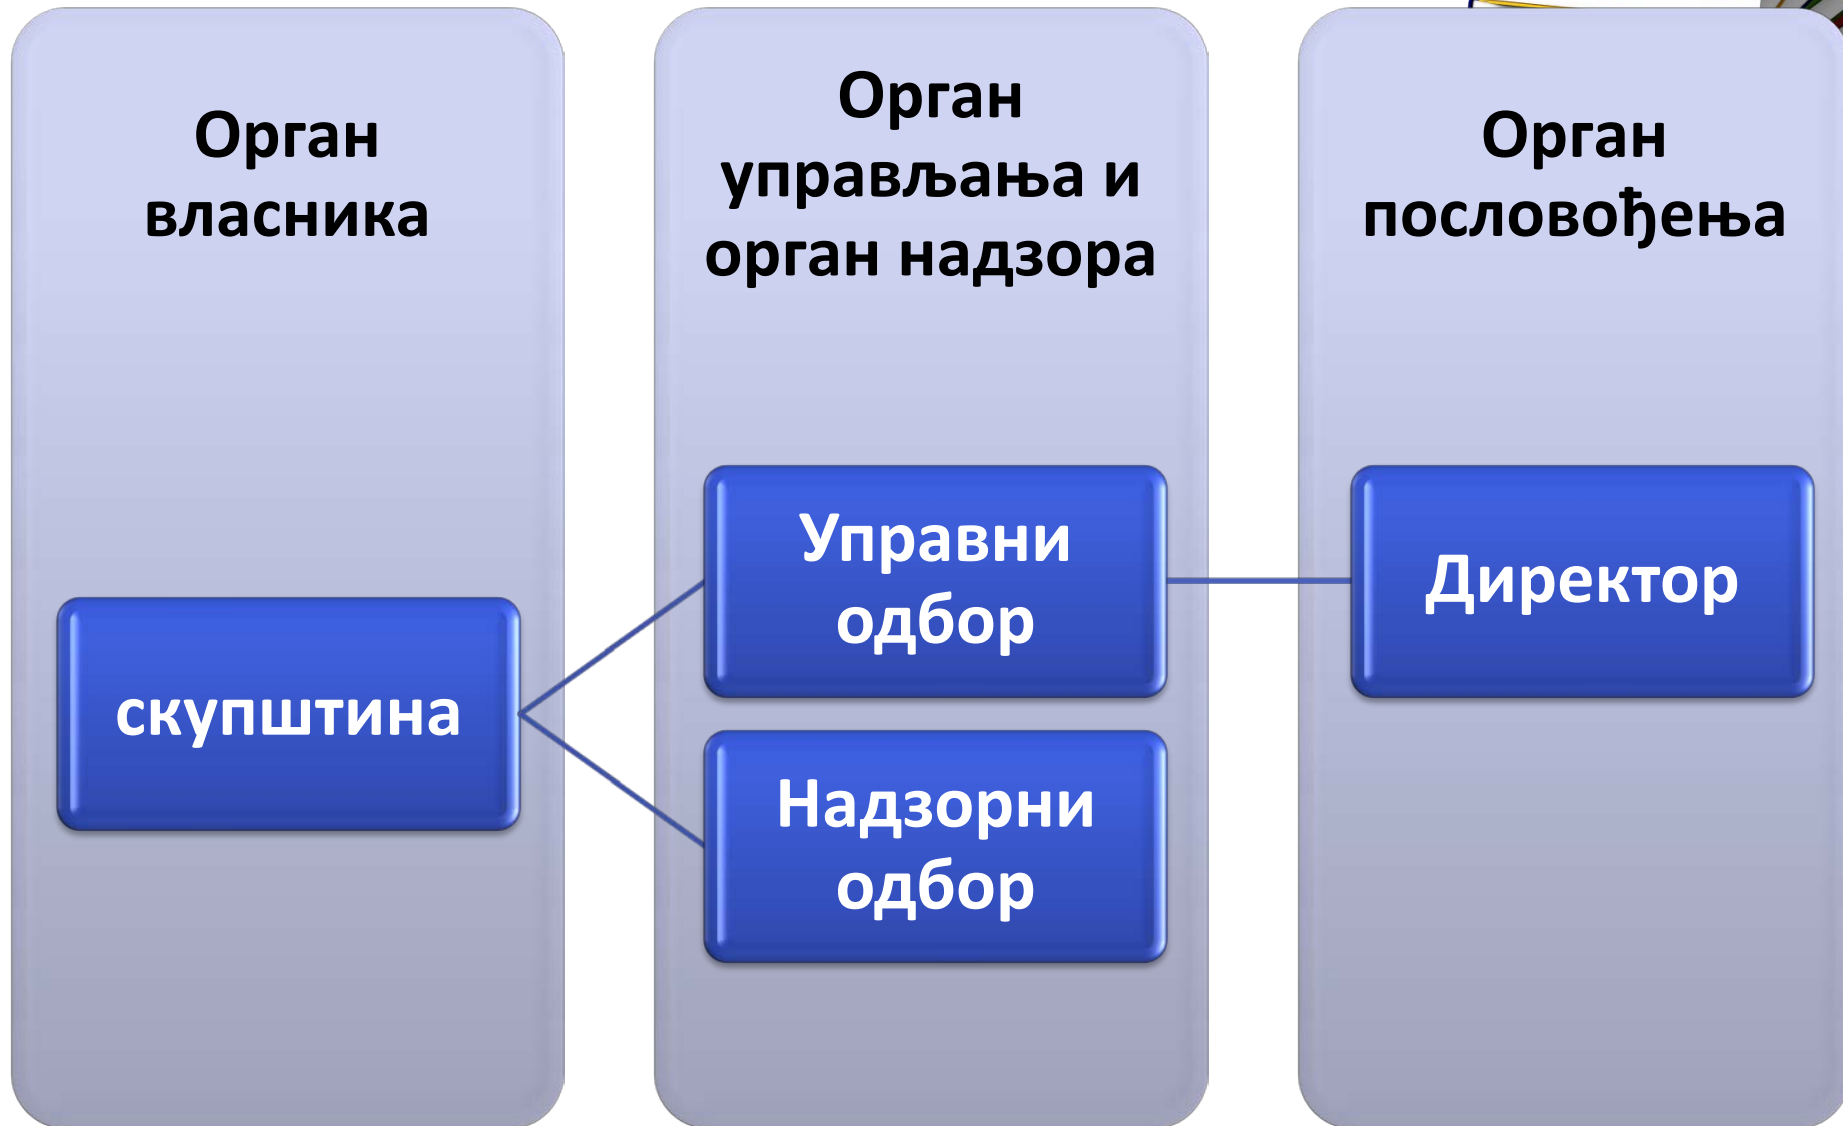 Орган
власника
скупштина
Орган
управљања и
орган надзора
Управни
одбор
Надзорни
одбор
Орган
пословођења
Директор